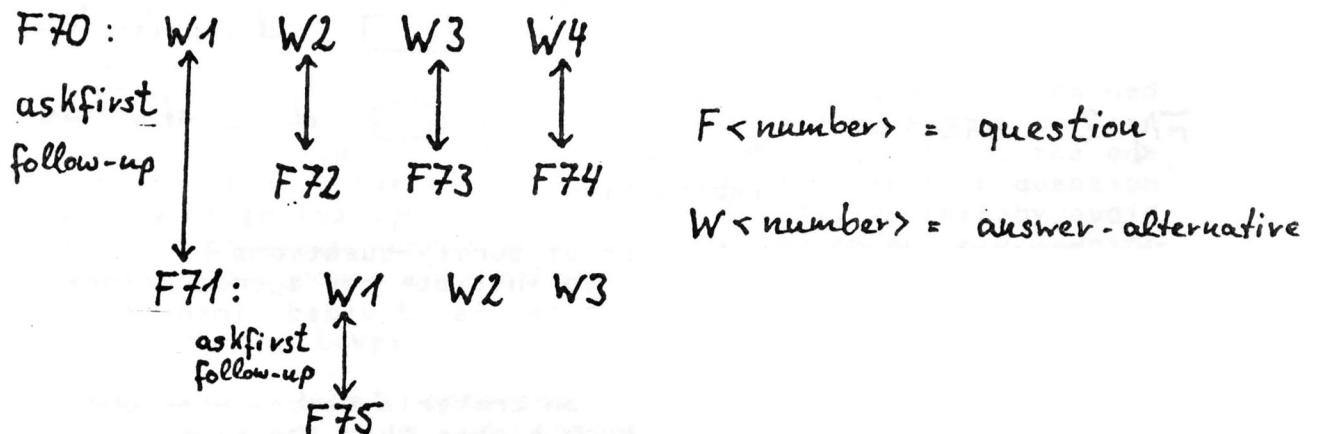 F70: W1 W2 W3 W4
askfirst
follow-up
F72 F73 F74
F<number> = question
W<number> = answer-alternative
F71: W1 W2 W3
askfirst
follow-up
F75